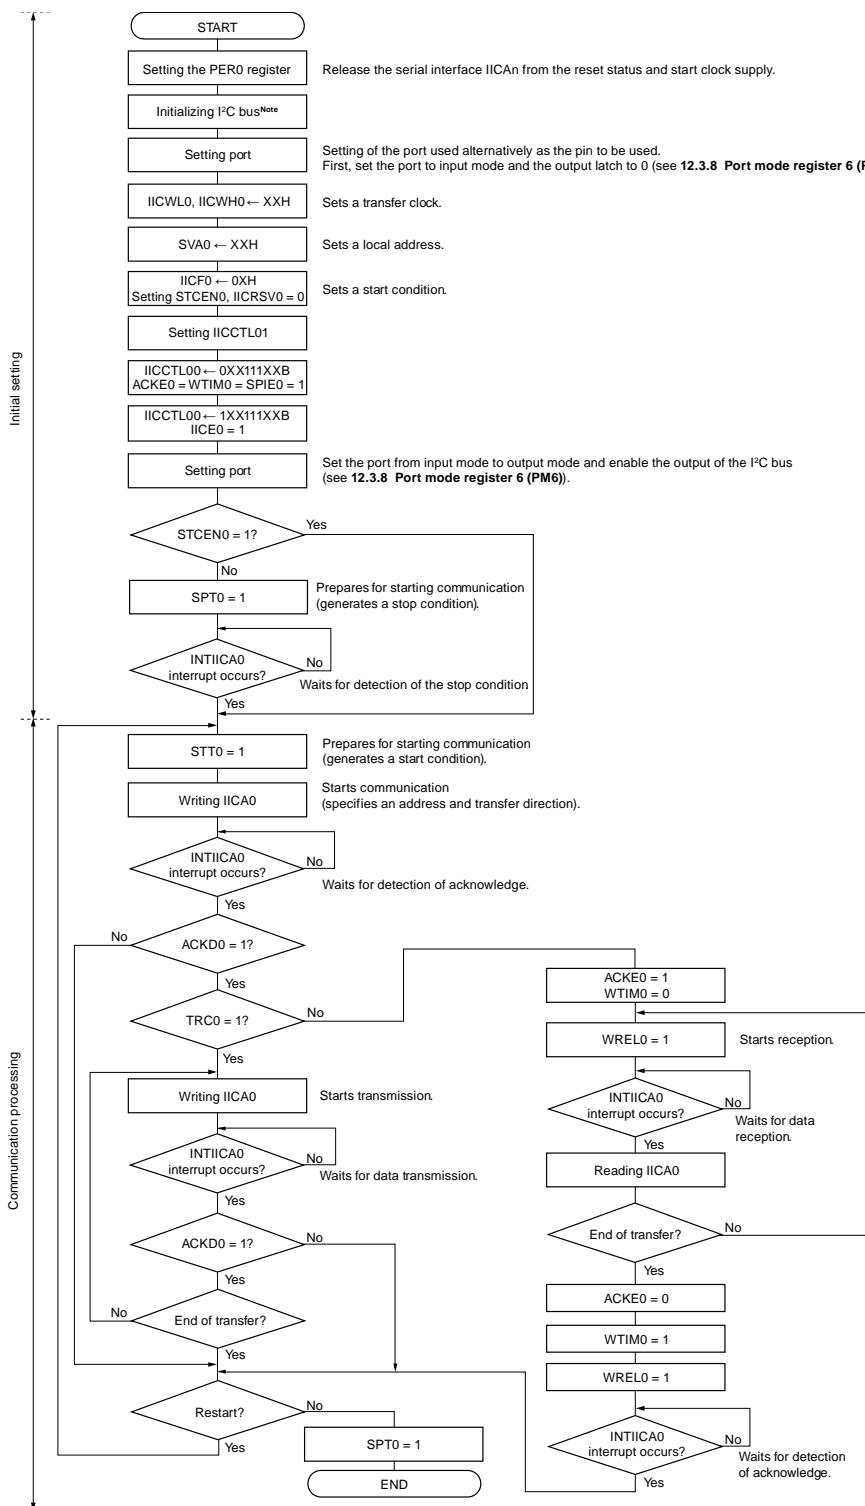 START
Setting the PER0 register
Release the serial interface IICAn from the reset status and start clock supply.
Initializing I²C busNote
Setting port
Setting of the port used alternatively as the pin to be used.
First, set the port to input mode and the output latch to 0 (see 12.3.8 Port mode register 6 (
IICWL0, IICWH0 ← XXH
Sets a transfer clock.
SVA0 ← XXH
Sets a local address.
IICF0 ← 0XH
Setting STCEN0, IICRSV0 = 0
Sets a start condition.
Setting IICCTL01
IICCTL00 ← 0XX111XXB
ACKE0 = WTIM0 = SPIE0 = 1
IICCTL00 ← 1XX111XXB
IICE0 = 1
Initial setting
Setting port
Set the port from input mode to output mode and enable the output of the I²C bus
(see 12.3.8 Port mode register 6 (PM6)).
STCEN0 = 1?
Yes
No
SPT0 = 1
Prepares for starting communication
(generates a stop condition).
INTIICA0
interrupt occurs?
No
Waits for detection of the stop condition
Yes
STT0 = 1
Prepares for starting communication
(generates a start condition).
Writing IICA0
Starts communication
(specifies an address and transfer direction).
INTIICA0
interrupt occurs?
No
Waits for detection of acknowledge.
Yes
No
ACKD0 = 1?
Yes
TRC0 = 1?
No
Yes
Communication processing
Writing IICA0
Starts transmission.
INTIICA0
interrupt occurs?
No
Waits for data transmission.
Yes
ACKD0 = 1?
No
Yes
No
End of transfer?
Yes
Restart?
No
Yes
SPT0 = 1
END
ACKE0 = 1
WTIM0 = 0
WREL0 = 1
Starts reception.
INTIICA0
interrupt occurs?
No
Waits for data
reception.
Yes
Reading IICA0
End of transfer?
No
Yes
ACKE0 = 0
WTIM0 = 1
WREL0 = 1
INTIICA0
interrupt occurs?
No
Waits for detection
of acknowledge.
Yes